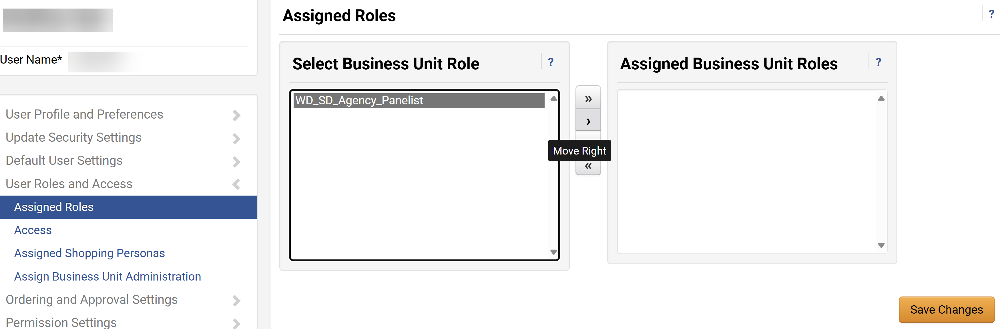 User Name*
User Profile and Preferences
Update Security Settings
Default User Settings
User Roles and Access
Assigned Roles
Access
Assigned Shopping Personas
Assign Business Unit Administration
Ordering and Approval Settings
Permission Settings
Assigned Roles
?
Select Business Unit Role
?
WD_SD_Agency_Panelist
»
›
Move Right
«
Assigned Business Unit Roles
?
Save Changes